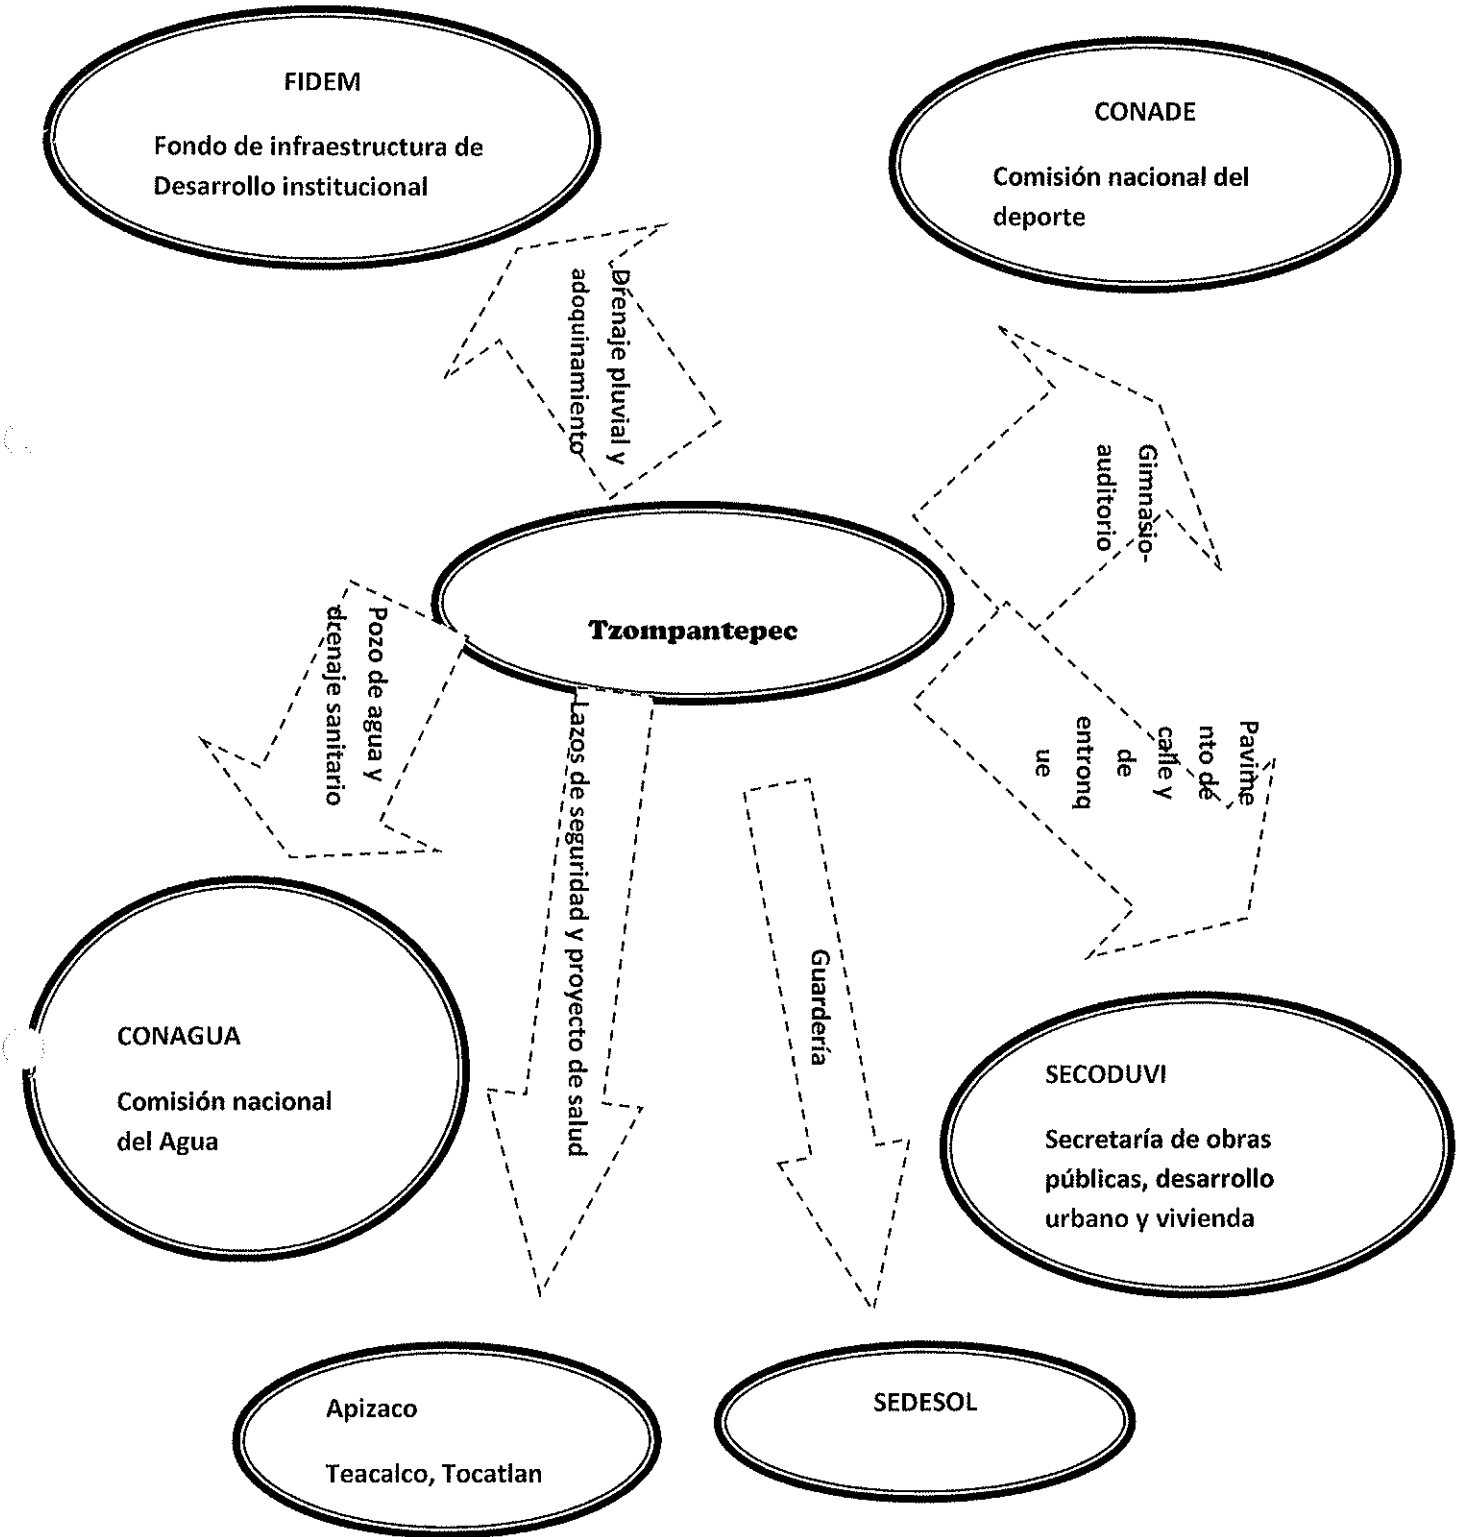 FIDEM
Fondo de infraestructura de
Desarrollo institucional
CONADE
Comisión nacional del
deporte
Drenaje pluvial y
adoquinamiento
Gimnasio-
auditorio
Tzompantepec
Pozo de agua y
drenaje sanitario
Lazos de seguridad y proyecto de salud
Guardería
Pavime
nto de
calle y
de
entronq
ue
CONAGUA
Comisión nacional
del Agua
SECODUVI
Secretaría de obras
públicas, desarrollo
urbano y vivienda
Apizaco
Teacalco, Tocatlan
SEDESOL